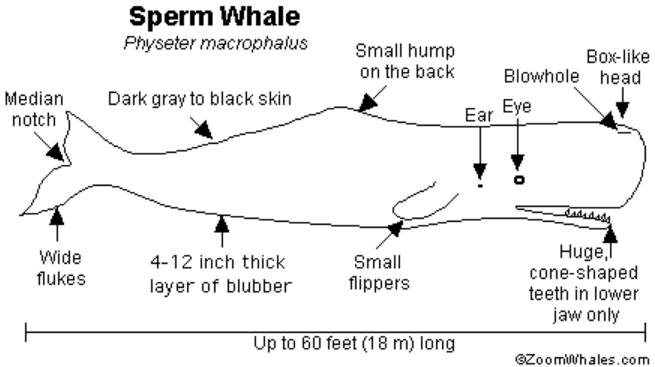 Sperm Whale
Physeter macrophalus
Small hump
on the back
Box-like
head
Blowhole
Median
notch
Dark gray to black skin
Ear
Eye
Wide
flukes
4-12 inch thick
layer of blubber
Small
flippers
Huge,
cone-shaped
teeth in lower
jaw only
Up to 60 feet (18 m) long
©ZoomWhales.com